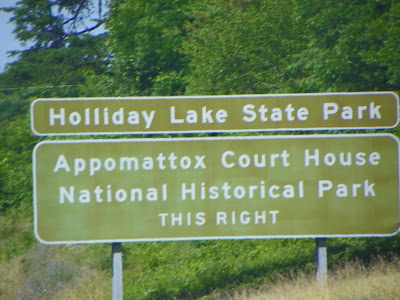 Holliday Lake State Park
Appomattox Court House
National Historical Park
THIS RIGHT